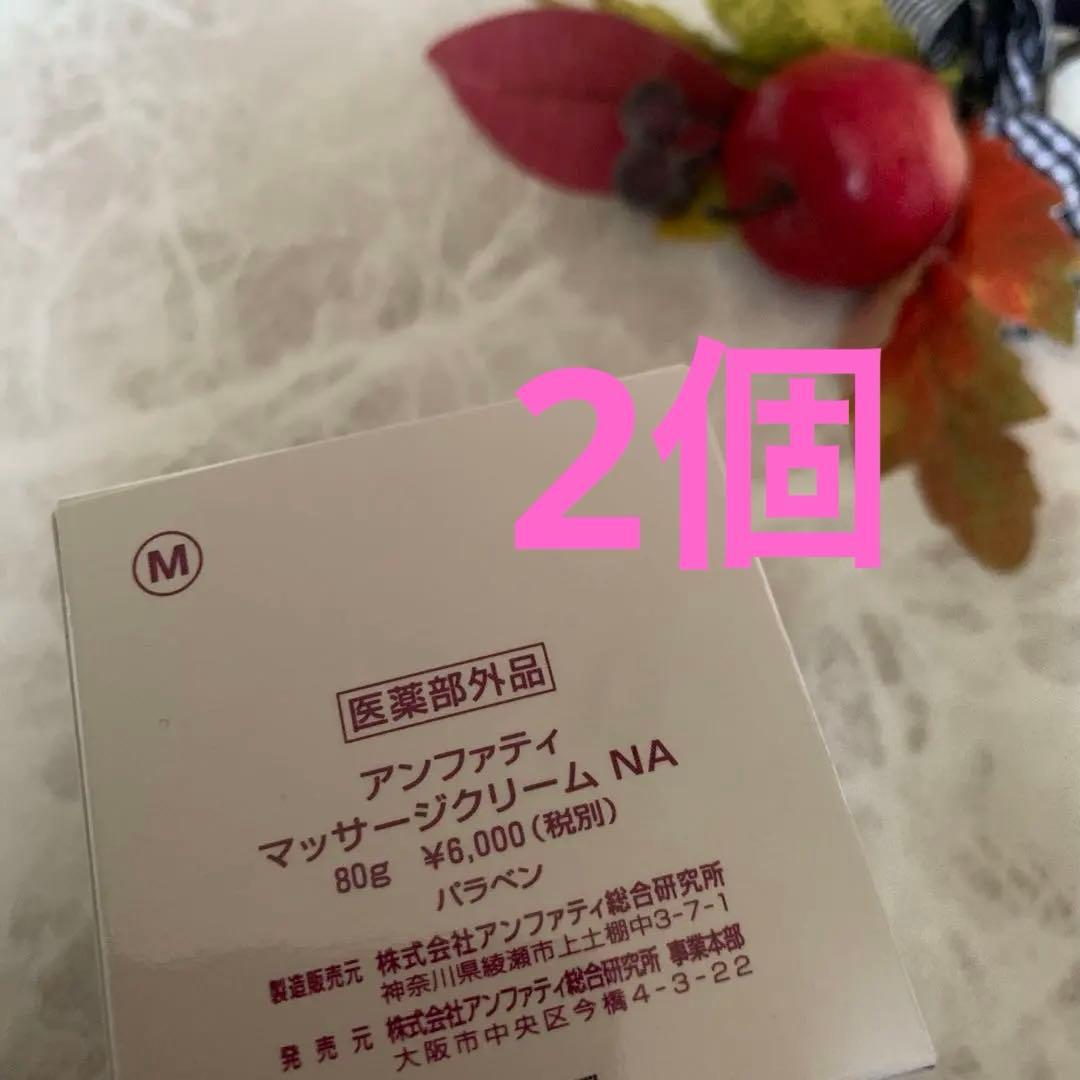 2個
M
医薬部外品
アンファティ
マッサージクリーム NA
80g ¥6,000(税別)
パラベン
製造販売元 株式会社アンファティ総合研究所
神奈川県綾瀬市上土棚中3-7-1
発売元 株式会社アンファティ総合研究所 事業本部
大阪市中央区今橋4-3-22